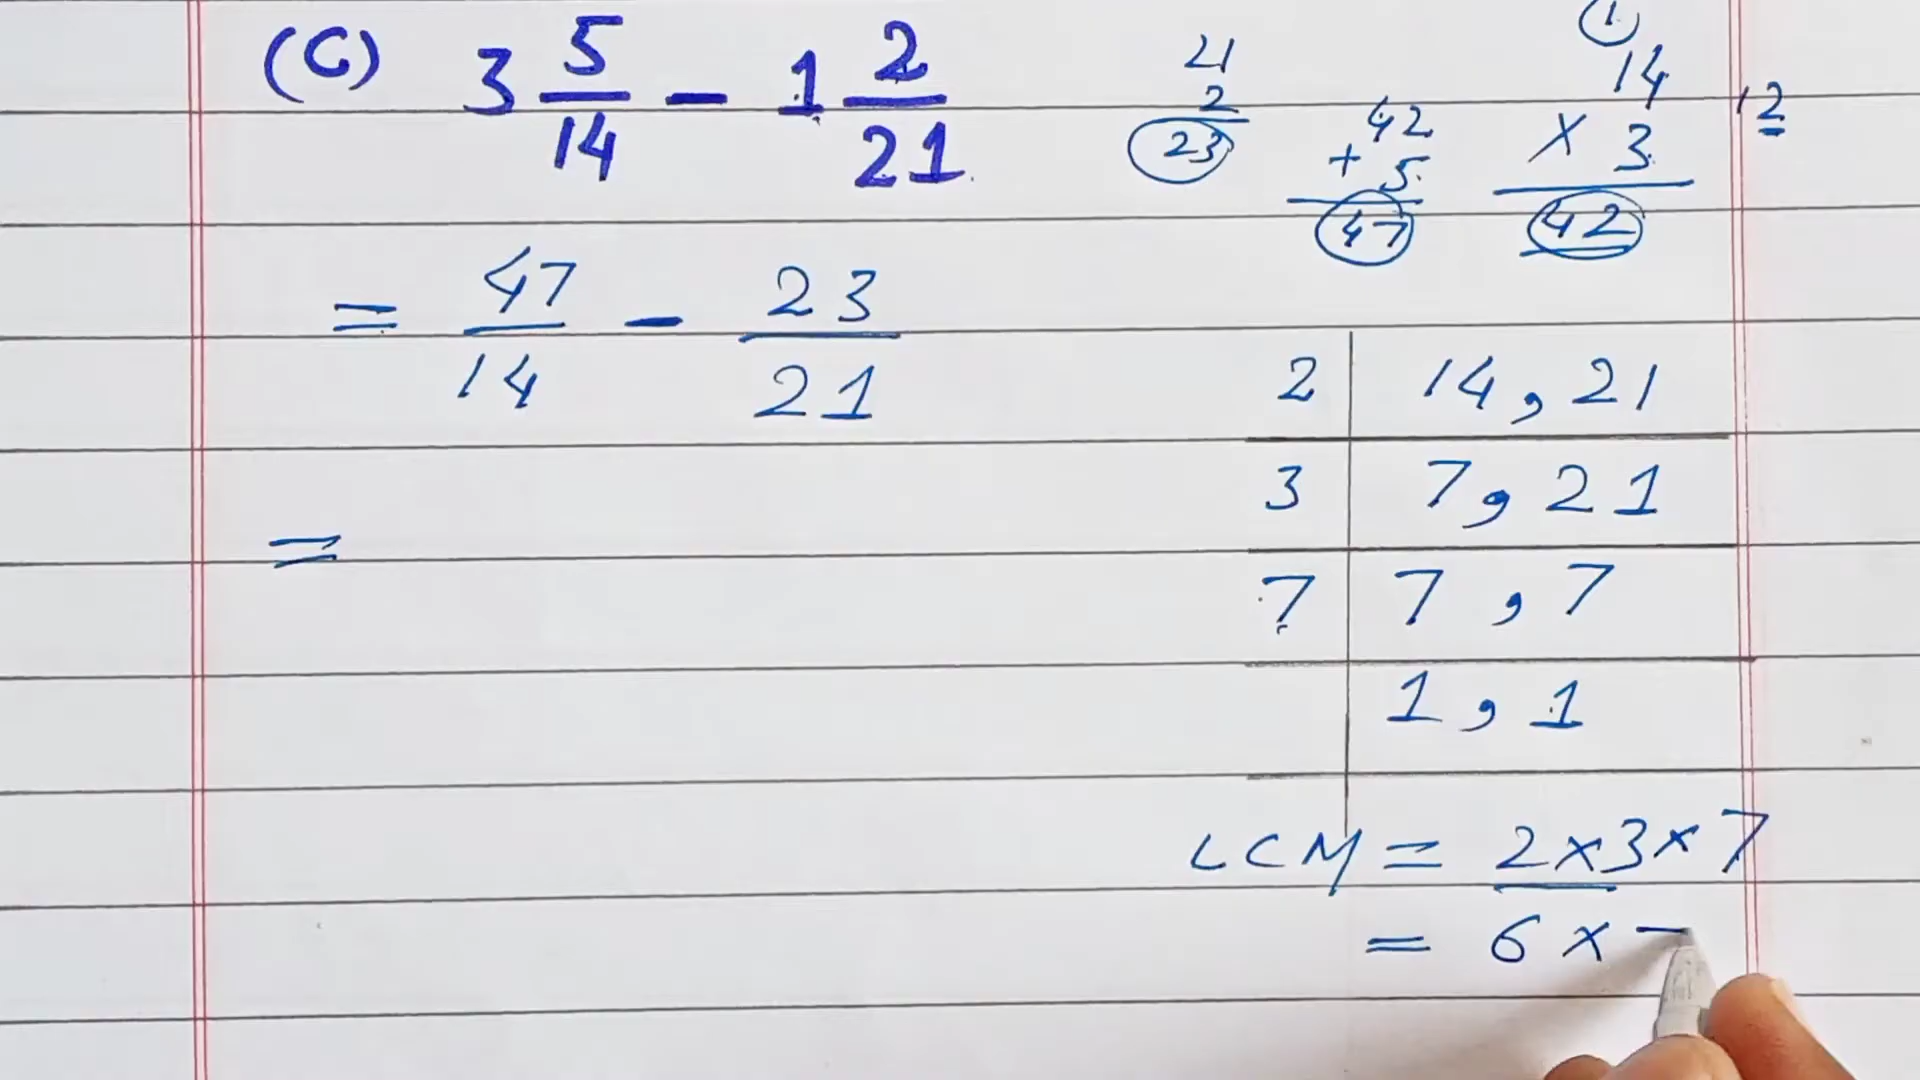 (C) 3 5/14 - 1 2/21
= 47/14 - 23/21
=
21
2
23
42
+ 5
47
1
14
× 3
42
12
2 | 14, 21
3 | 7, 21
7 | 7, 7
1, 1
LCM = 2×3×7
= 6 ×